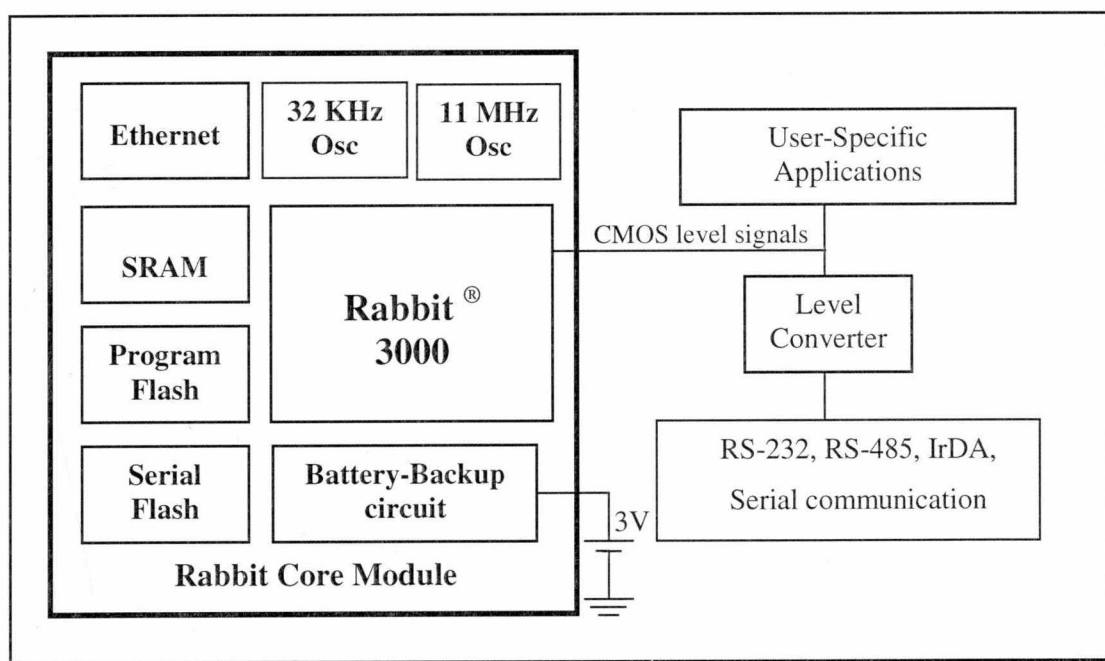 Ethernet
32 KHz
Osc
11 MHz
Osc
User-Specific
Applications
SRAM
Rabbit ®
3000
CMOS level signals
Level
Converter
Program
Flash
Serial
Flash
Battery-Backup
circuit
3V
RS-232, RS-485, IrDA,
Serial communication
Rabbit Core Module